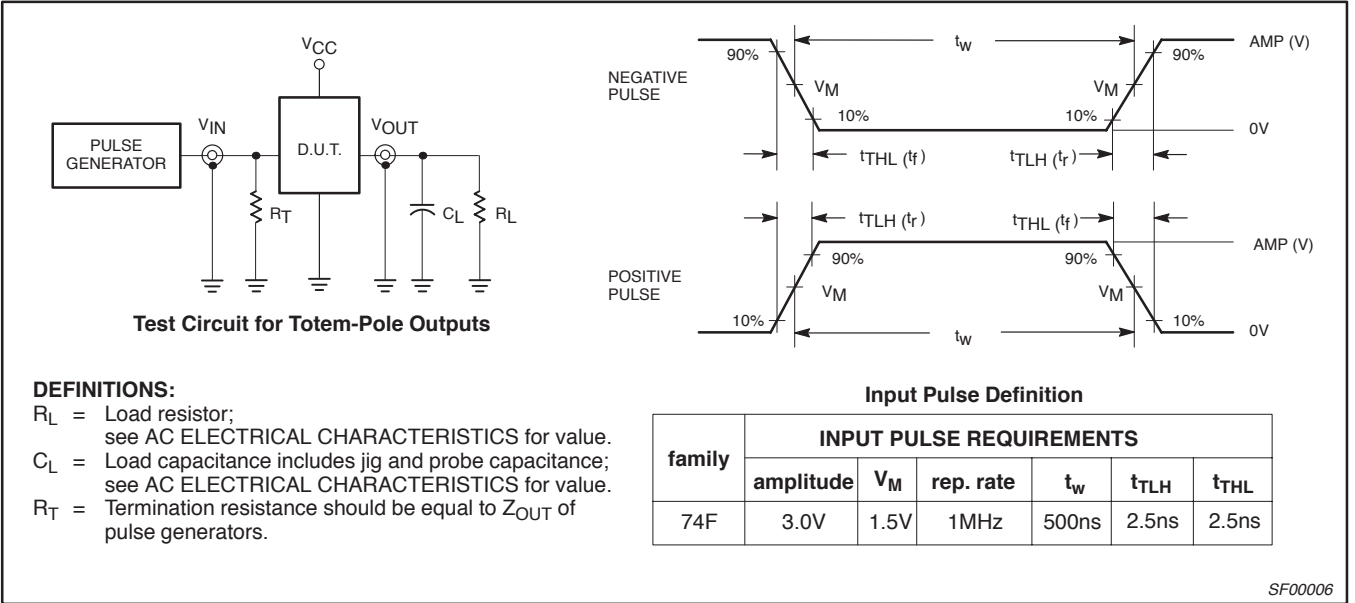 VCC
PULSE
GENERATOR
VIN
D.U.T.
VOUT
RT
CL
RL
Test Circuit for Totem-Pole Outputs
NEGATIVE
PULSE
90%
tW
90%
AMP (V)
VM
VM
10%
10%
0V
tTHL (tf)
tTLH (tr)
tTLH (tr)
tTHL (tf)
POSITIVE
PULSE
90%
90%
AMP (V)
VM
VM
10%
tW
10%
0V
Input Pulse Definition
DEFINITIONS:
RL = Load resistor;
see AC ELECTRICAL CHARACTERISTICS for value.
CL = Load capacitance includes jig and probe capacitance;
see AC ELECTRICAL CHARACTERISTICS for value.
RT = Termination resistance should be equal to ZOUT of
pulse generators.
family
INPUT PULSE REQUIREMENTS
amplitude VM rep. rate tw tTLH tTHL
74F 3.0V 1.5V 1MHz 500ns 2.5ns 2.5ns
SF00006